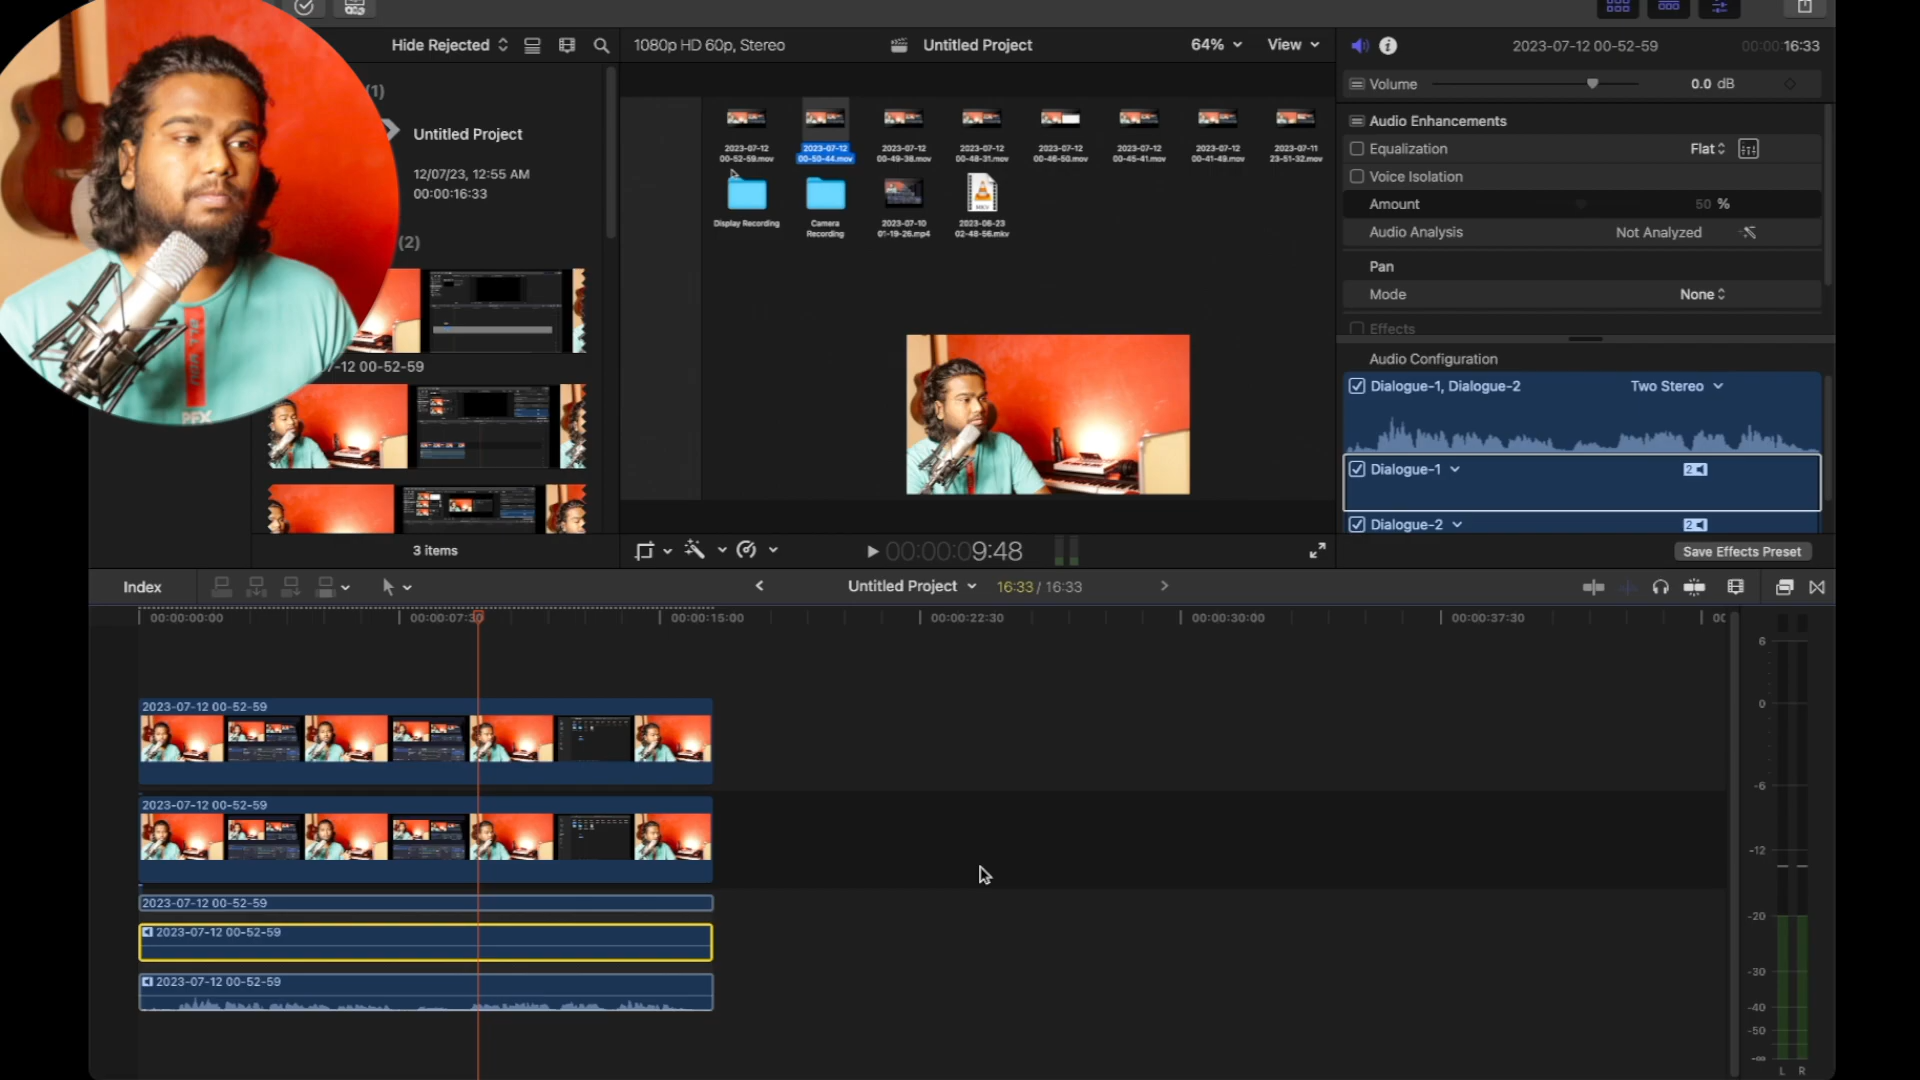 Hide Rejected
1080p HD 60p, Stereo
Untitled Project
64%
View
2023-07-12 00-52-59
00:00:16:33
(1)
Untitled Project
12/07/23, 12:55 AM
00:00:16:33
(2)
-12 00-52-59
3 items
2023-07-12
00-52-59.mov
2023-07-12
00-50-44.mov
2023-07-12
00-49-38.mov
2023-07-12
00-48-31.mov
2023-07-12
00-46-50.mov
2023-07-12
00-45-41.mov
2023-07-12
00-41-49.mov
2023-07-11
23-51-32.mov
Display Recording
Camera
Recording
2023-07-10
01-19-26.mp4
MKV
2023-06-23
02-48-56.mkv
00:00:09:48
Volume
0.0 dB
Audio Enhancements
Equalization
Flat
Voice Isolation
Amount
50 %
Audio Analysis
Not Analyzed
Pan
Mode
None
Effects
Audio Configuration
Dialogue-1, Dialogue-2
Two Stereo
Dialogue-1
2
Dialogue-2
2
Save Effects Preset
Index
Untitled Project
16:33 / 16:33
00:00:00:00
00:00:07:30
00:00:15:00
00:00:22:30
00:00:30:00
00:00:37:30
2023-07-12 00-52-59
2023-07-12 00-52-59
2023-07-12 00-52-59
2023-07-12 00-52-59
2023-07-12 00-52-59
6
0
-6
-12
-20
-30
-40
-50
-∞
L R